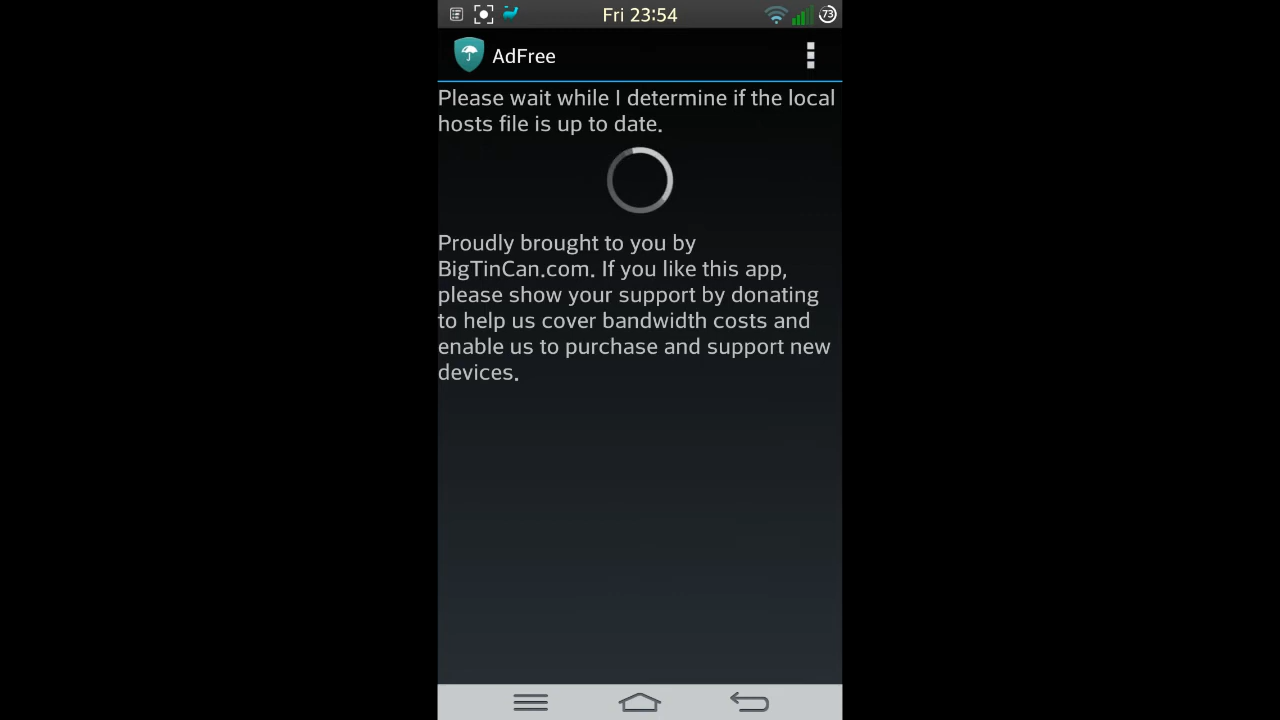 Fri 23:54
73
AdFree
Please wait while I determine if the local
hosts file is up to date.
Proudly brought to you by
BigTinCan.com. If you like this app,
please show your support by donating
to help us cover bandwidth costs and
enable us to purchase and support new
devices.